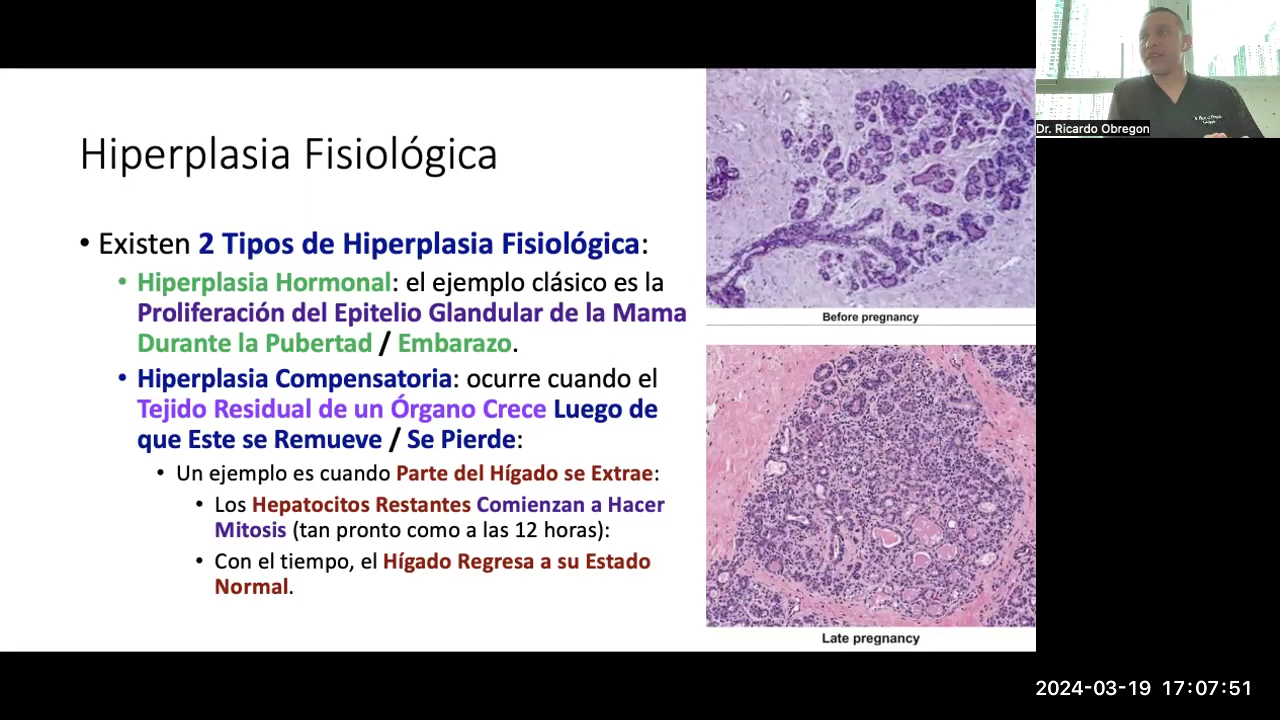 Hiperplasia Fisiológica
• Existen 2 Tipos de Hiperplasia Fisiológica:
• Hiperplasia Hormonal: el ejemplo clásico es la
Proliferación del Epitelio Glandular de la Mama
Durante la Pubertad / Embarazo.
• Hiperplasia Compensatoria: ocurre cuando el
Tejido Residual de un Órgano Crece Luego de
que Este se Remueve / Se Pierde:
• Un ejemplo es cuando Parte del Hígado se Extrae:
• Los Hepatocitos Restantes Comienzan a Hacer
Mitosis (tan pronto como a las 12 horas):
• Con el tiempo, el Hígado Regresa a su Estado
Normal.
Before pregnancy
Late pregnancy
Dr. Ricardo Obregon
2024-03-19 17:07:51